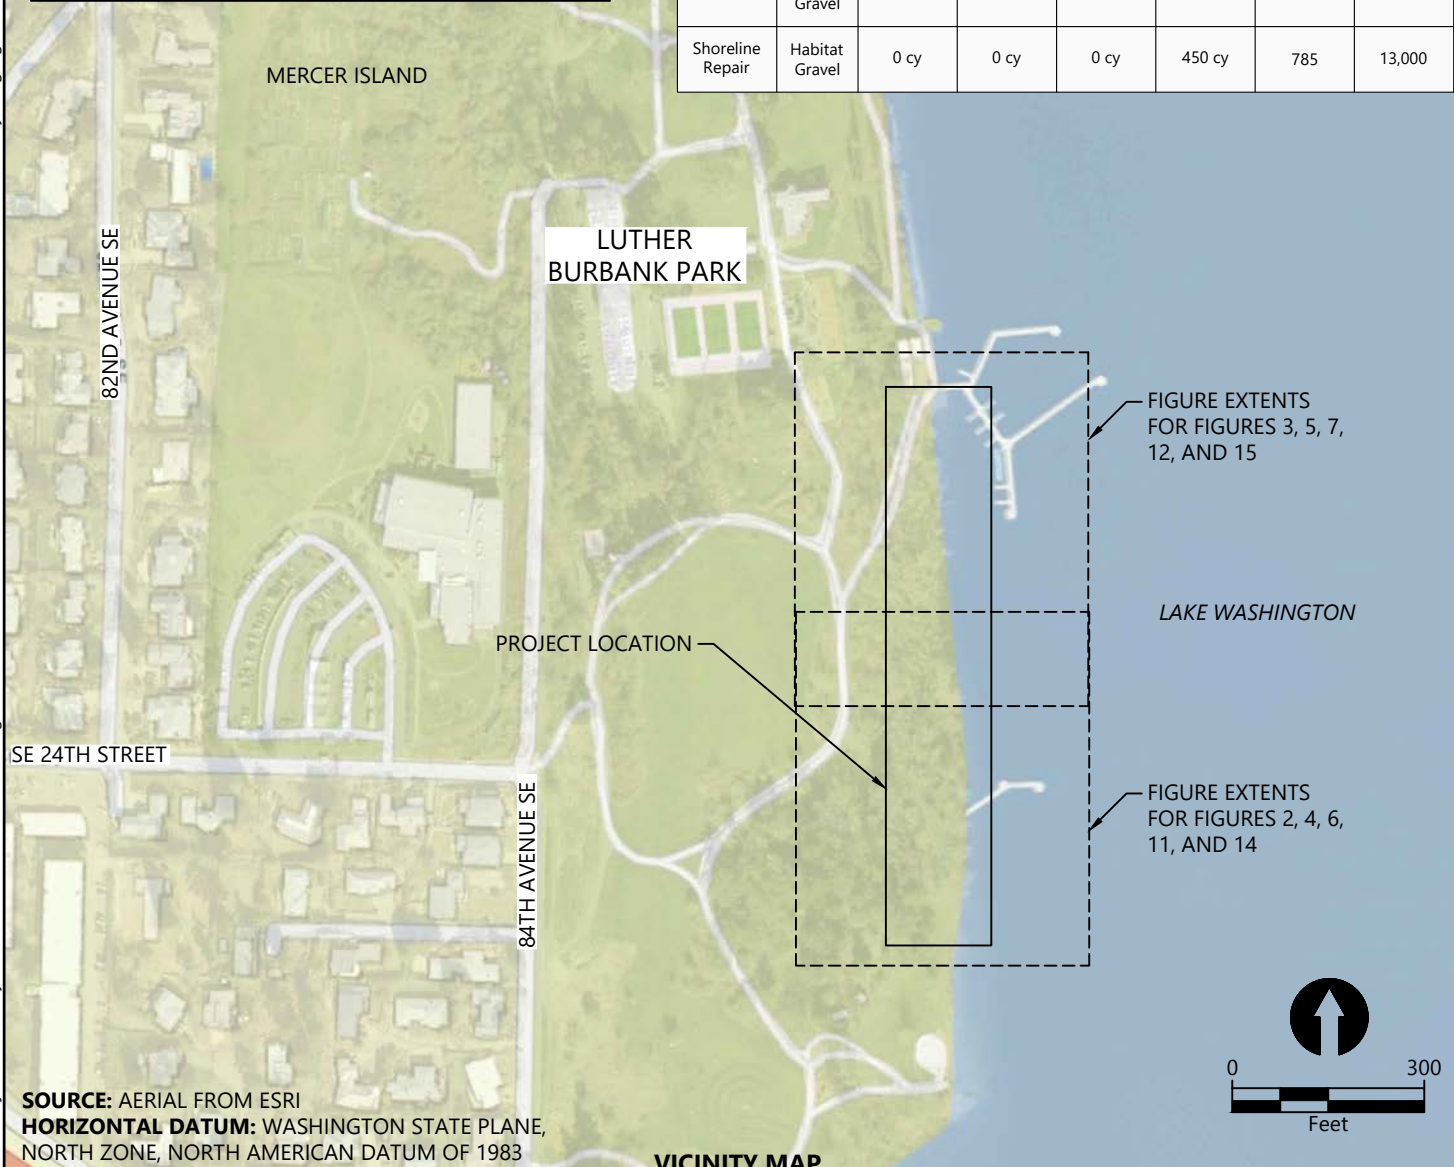 Gravel
Shoreline
Repair
Habitat
Gravel
0 cy
0 cy
0 cy
450 cy
785
13,000
MERCER ISLAND
LUTHER
BURBANK PARK
82ND AVENUE SE
FIGURE EXTENTS
FOR FIGURES 3, 5, 7,
12, AND 15
LAKE WASHINGTON
PROJECT LOCATION
SE 24TH STREET
84TH AVENUE SE
FIGURE EXTENTS
FOR FIGURES 2, 4, 6,
11, AND 14
0 300
Feet
SOURCE: AERIAL FROM ESRI
HORIZONTAL DATUM: WASHINGTON STATE PLANE,
NORTH ZONE, NORTH AMERICAN DATUM OF 1983
VICINITY MAP